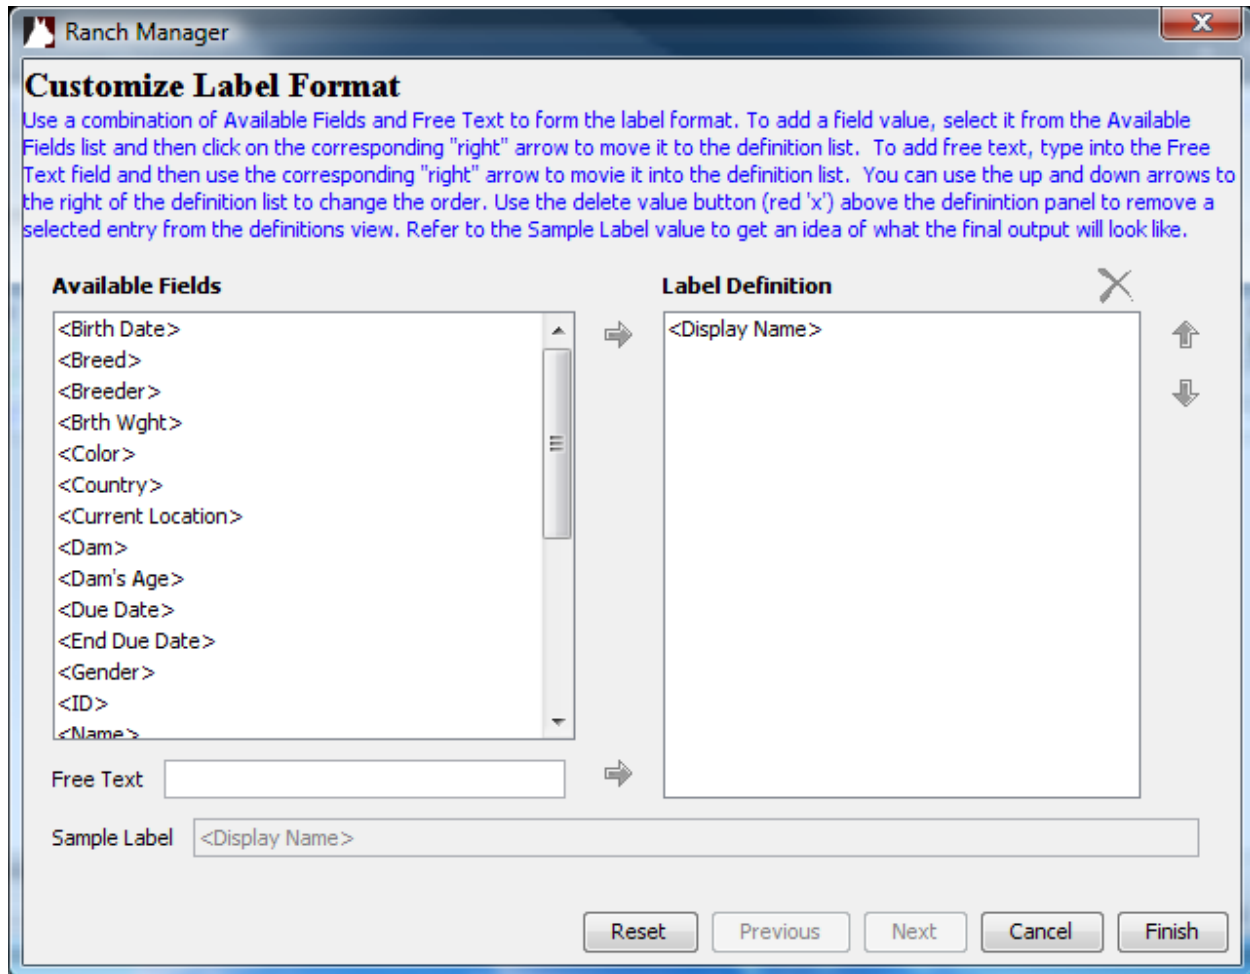 Ranch Manager
Customize Label Format
Use a combination of Available Fields and Free Text to form the label format. To add a field value, select it from the Available
Fields list and then click on the corresponding "right" arrow to move it to the definition list.  To add free text, type into the Free
Text field and then use the corresponding "right" arrow to movie it into the definition list.  You can use the up and down arrows to
the right of the definition list to change the order. Use the delete value button (red 'x') above the definintion panel to remove a
selected entry from the definitions view. Refer to the Sample Label value to get an idea of what the final output will look like.
Available Fields
<Birth Date>
<Breed>
<Breeder>
<Brth Wght>
<Color>
<Country>
<Current Location>
<Dam>
<Dam's Age>
<Due Date>
<End Due Date>
<Gender>
<ID>
<Name>
Label Definition
<Display Name>
Free Text
Sample Label <Display Name>
Reset Previous Next Cancel Finish